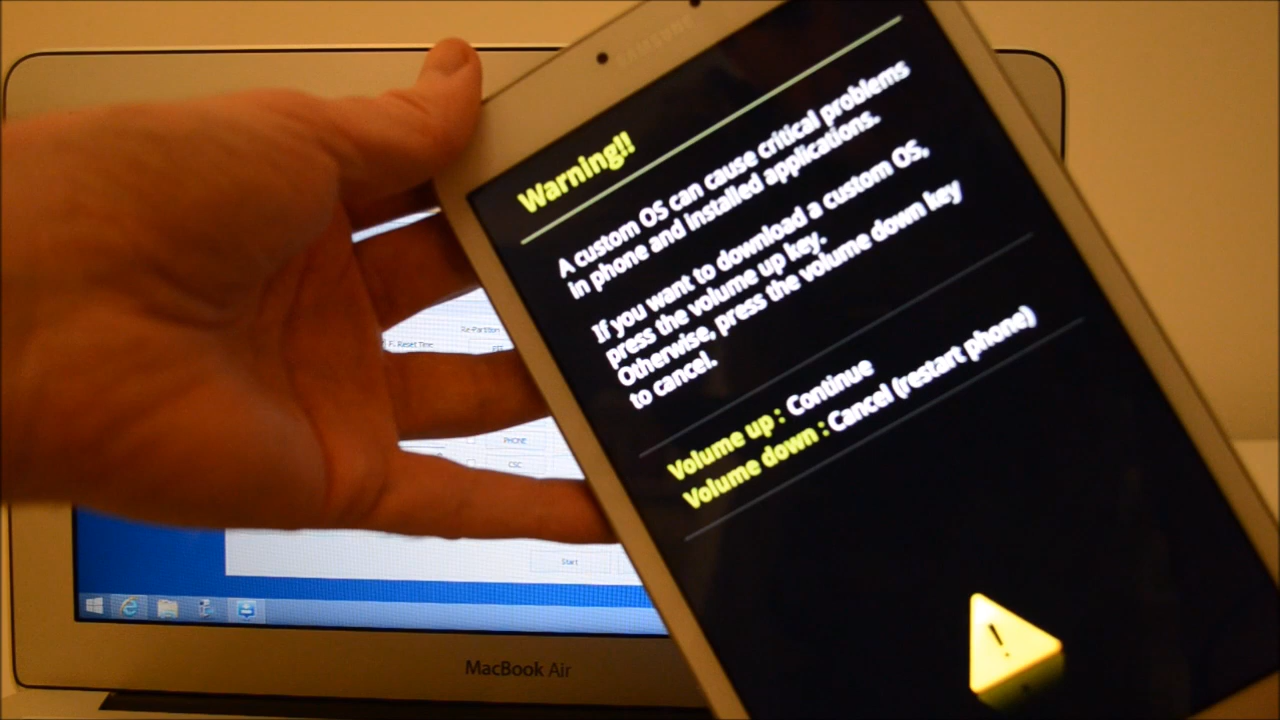 SAMSUNG
Warning!!
A custom OS can cause critical problems
in phone and installed applications.
If you want to download a custom OS,
press the volume up key.
Otherwise, press the volume down key
to cancel.
Volume up : Continue
Volume down : Cancel (restart phone)
Re-Partition
F. Reset Time
PHONE
CSC
Start
MacBook Air